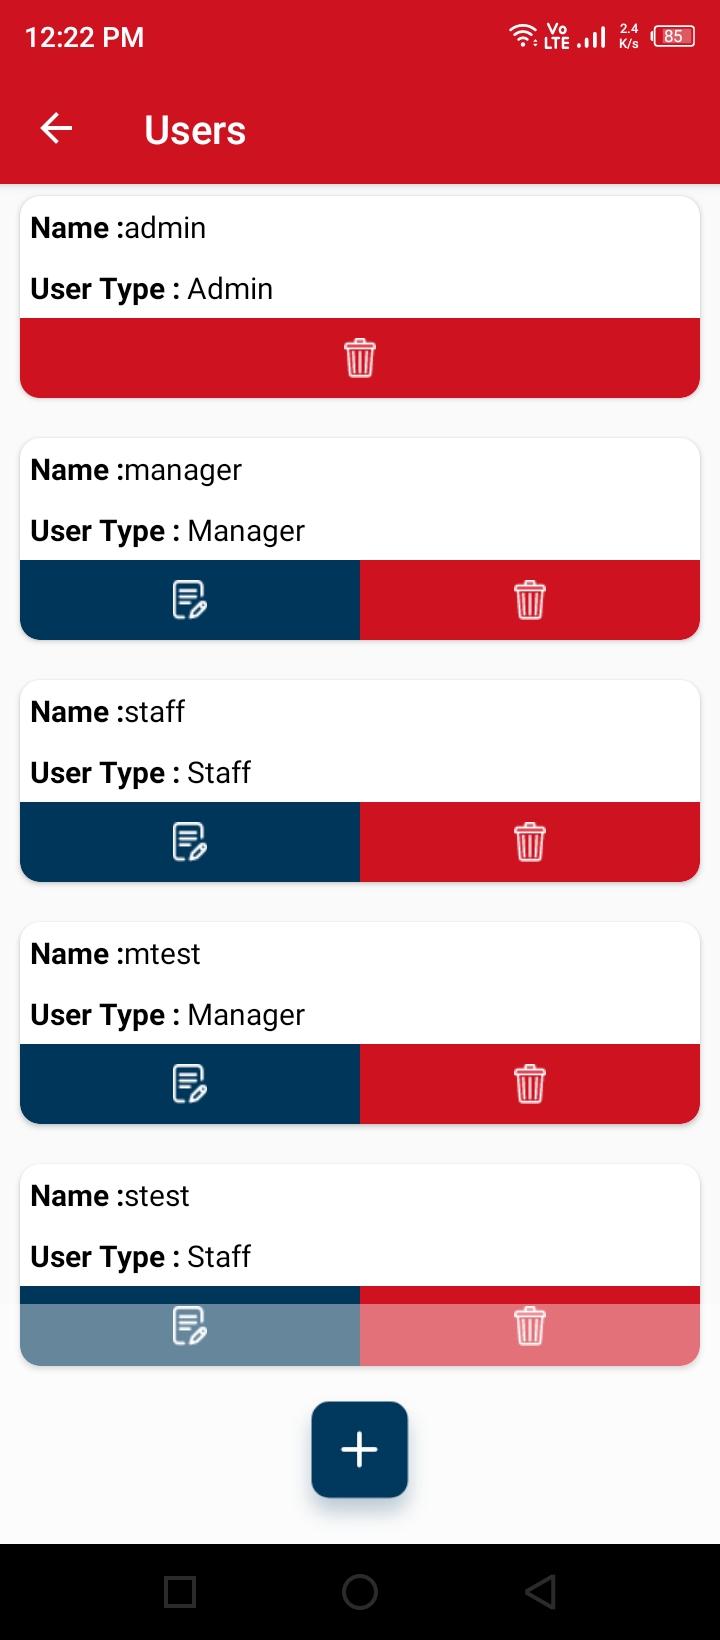 12:22 PM
Vo LTE
2.4 K/s
85
Users
Name :admin
User Type : Admin
Name :manager
User Type : Manager
Name :staff
User Type : Staff
Name :mtest
User Type : Manager
Name :stest
User Type : Staff